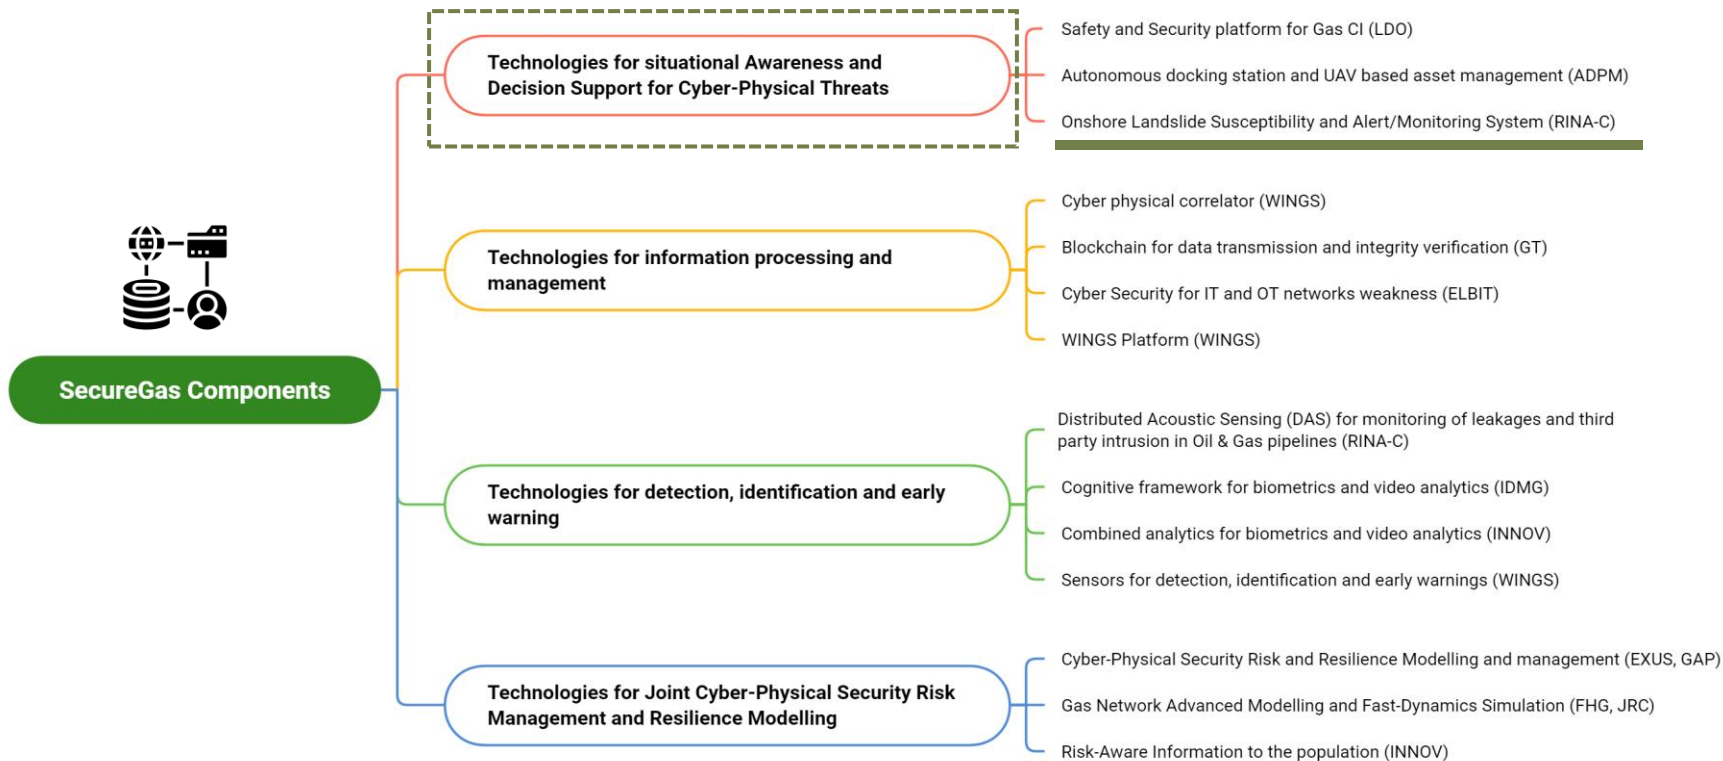 SecureGas Components
Technologies for situational Awareness and
Decision Support for Cyber-Physical Threats
Safety and Security platform for Gas CI (LDO)
Autonomous docking station and UAV based asset management (ADPM)
Onshore Landslide Susceptibility and Alert/Monitoring System (RINA-C)
Technologies for information processing and
management
Cyber physical correlator (WINGS)
Blockchain for data transmission and integrity verification (GT)
Cyber Security for IT and OT networks weakness (ELBIT)
WINGS Platform (WINGS)
Technologies for detection, identification and early
warning
Distributed Acoustic Sensing (DAS) for monitoring of leakages and third
party intrusion in Oil & Gas pipelines (RINA-C)
Cognitive framework for biometrics and video analytics (IDMG)
Combined analytics for biometrics and video analytics (INNOV)
Sensors for detection, identification and early warnings (WINGS)
Technologies for Joint Cyber-Physical Security Risk
Management and Resilience Modelling
Cyber-Physical Security Risk and Resilience Modelling and management (EXUS, GAP)
Gas Network Advanced Modelling and Fast-Dynamics Simulation (FHG, JRC)
Risk-Aware Information to the population (INNOV)